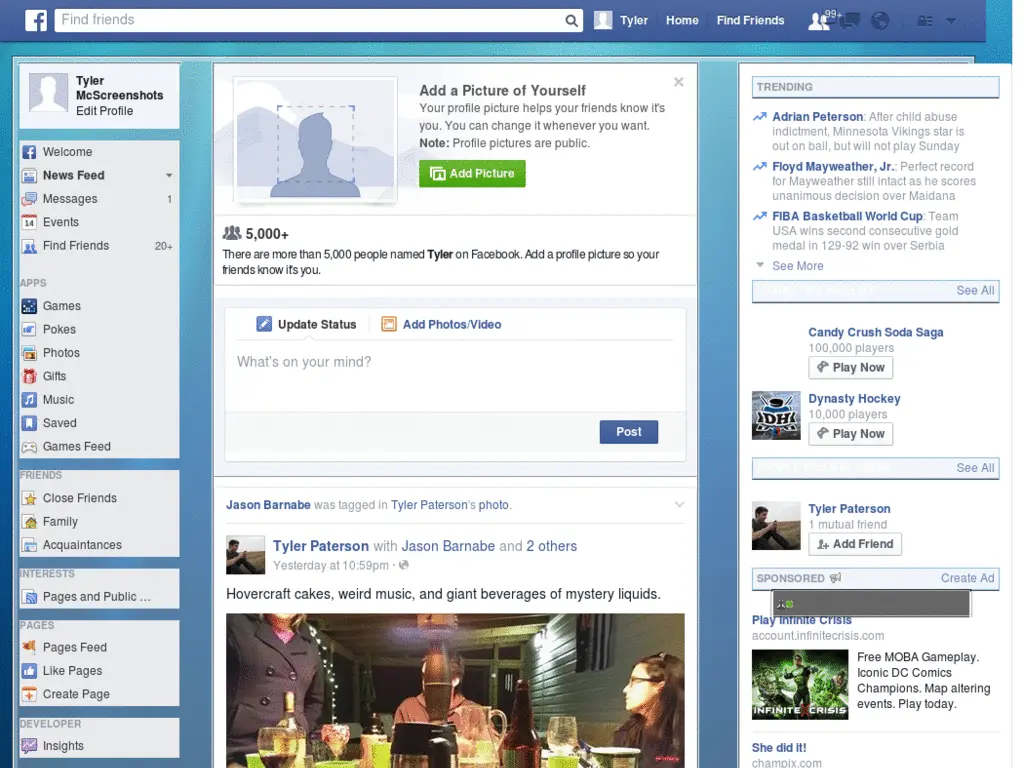 Find friends
Tyler
Home
Find Friends
99+
Tyler
McScreenshots
Edit Profile
Welcome
News Feed
Messages
1
Events
Find Friends
20+
APPS
Games
Pokes
Photos
Gifts
Music
Saved
Games Feed
FRIENDS
Close Friends
Family
Acquaintances
INTERESTS
Pages and Public ...
PAGES
Pages Feed
Like Pages
Create Page
DEVELOPER
Insights
Add a Picture of Yourself
Your profile picture helps your friends know it's
you. You can change it whenever you want.
Note: Profile pictures are public.
Add Picture
5,000+
There are more than 5,000 people named Tyler on Facebook. Add a profile picture so your
friends know it's you.
Update Status
Add Photos/Video
What's on your mind?
Post
Jason Barnabe was tagged in Tyler Paterson's photo.
Tyler Paterson with Jason Barnabe and 2 others
Yesterday at 10:59pm ·
Hovercraft cakes, weird music, and giant beverages of mystery liquids.
TRENDING
Adrian Peterson: After child abuse
indictment, Minnesota Vikings star is
out on bail, but will not play Sunday
Floyd Mayweather, Jr.: Perfect record
for Mayweather still intact as he scores
unanimous decision over Maidana
FIBA Basketball World Cup: Team
USA wins second consecutive gold
medal in 129-92 win over Serbia
See More
See All
Candy Crush Soda Saga
100,000 players
Play Now
DH
Dynasty Hockey
10,000 players
Play Now
See All
Tyler Paterson
1 mutual friend
Add Friend
SPONSORED
Create Ad
Play Infinite Crisis
account.infinitecrisis.com
INFINITE CRISIS
Free MOBA Gameplay.
Iconic DC Comics
Champions. Map altering
events. Play today.
She did it!
champix.com